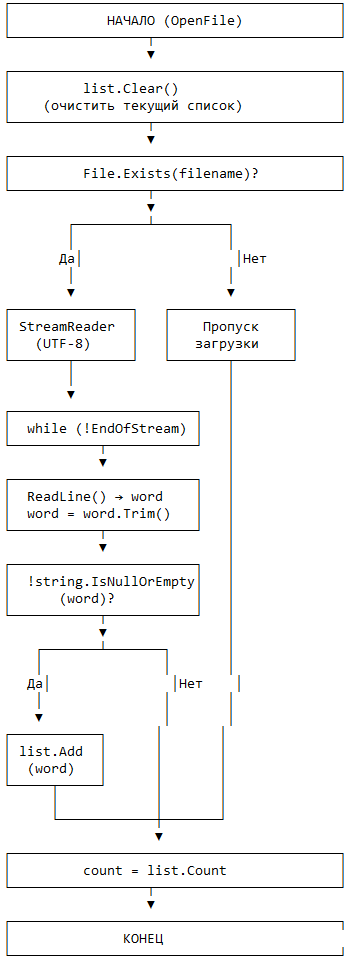 НАЧАЛО (OpenFile)
list.Clear()
(очистить текущий список)
File.Exists(filename)?
Да Нет
StreamReader Пропуск
(UTF-8) загрузки
while (!EndOfStream)
ReadLine() → word
word = word.Trim()
!string.IsNullOrEmpty
(word)?
Да Нет
list.Add
(word)
count = list.Count
КОНЕЦ